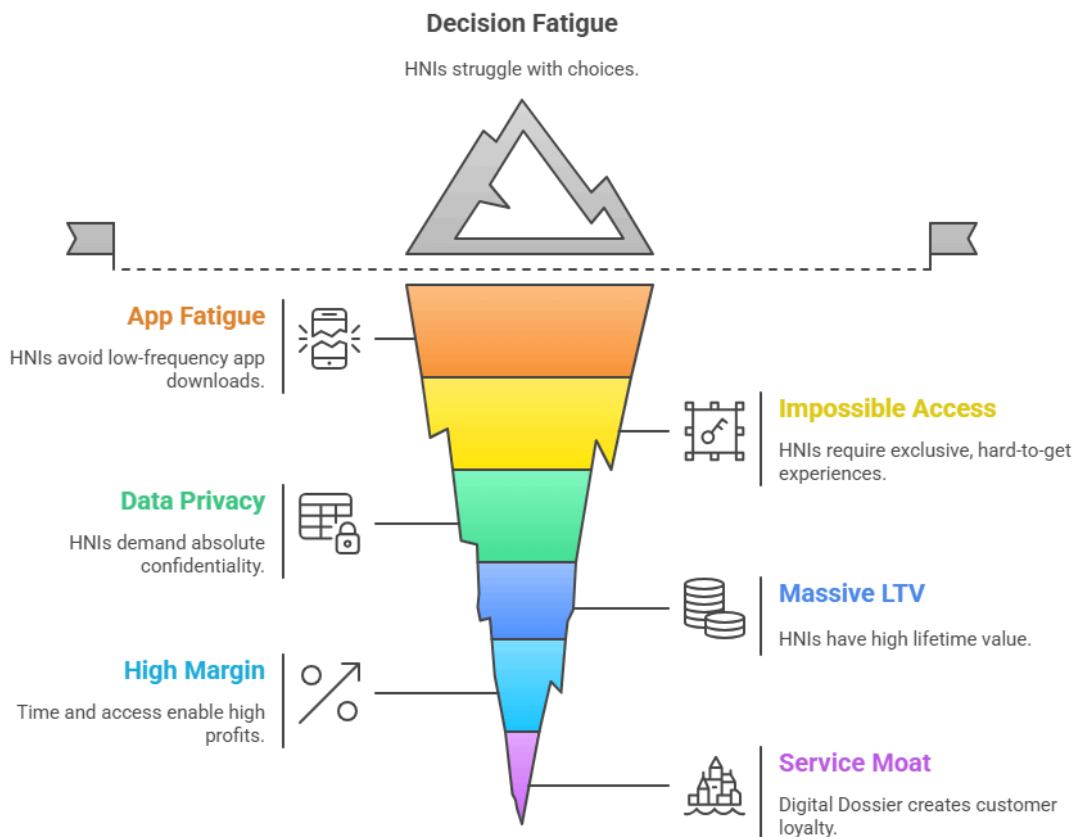 Decision Fatigue
HNIs struggle with choices.
App Fatigue
HNIs avoid low-frequency app
downloads.
Impossible Access
HNIs require exclusive, hard-to-get
experiences.
Data Privacy
HNIs demand absolute
confidentiality.
Massive LTV
HNIs have high lifetime value.
High Margin
Time and access enable high
profits.
Service Moat
Digital Dossier creates customer
loyalty.